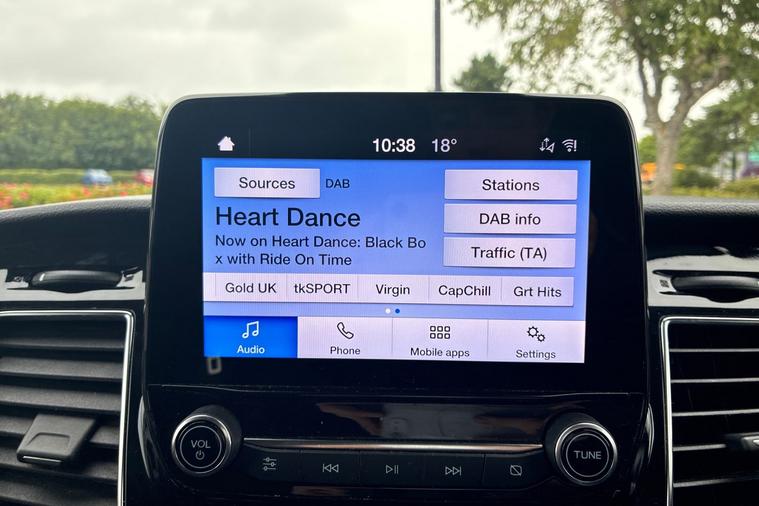 10:38 18°
Sources DAB Stations
Heart Dance DAB info
Now on Heart Dance: Black Bo
x with Ride On Time
Traffic (TA)
Gold UK tkSPORT Virgin CapChill Grt Hits
Audio Phone Mobile apps Settings
VOL TUNE